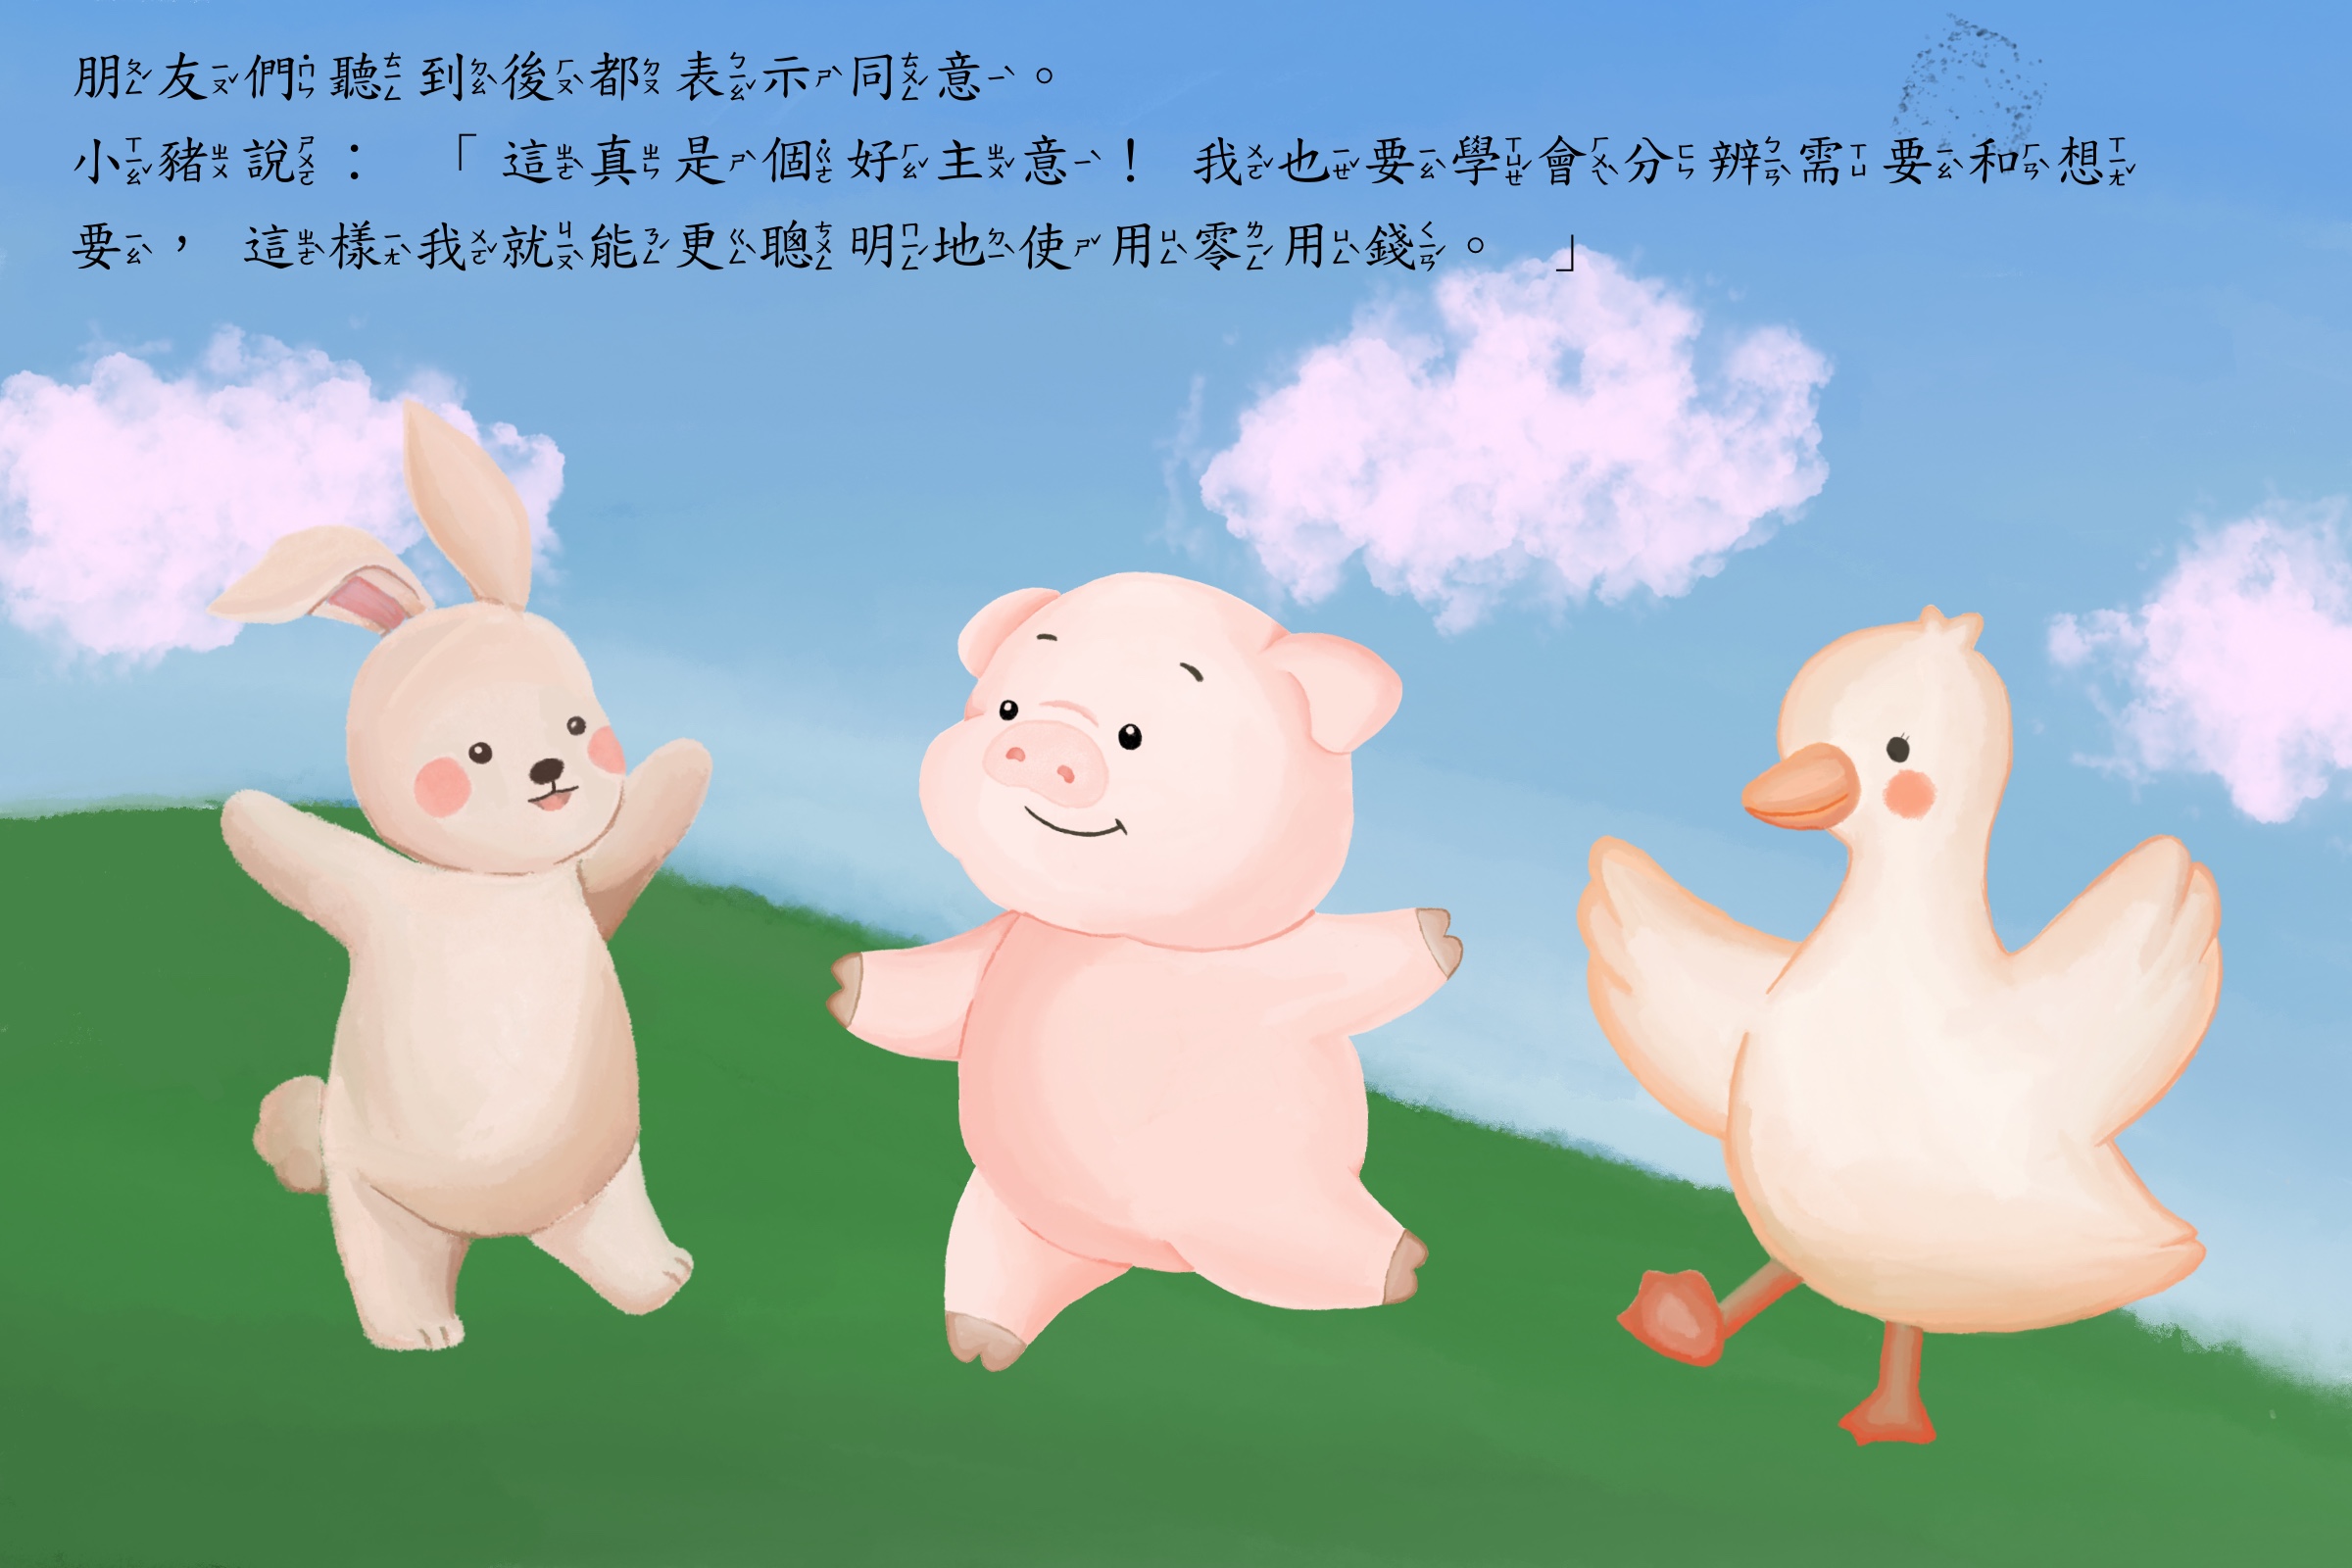 朋友們聽到後都表示同意。
小豬說：「這真是個好主意！我也要學會分辨需要和想
要，這樣我就能更聰明地使用零用錢。」